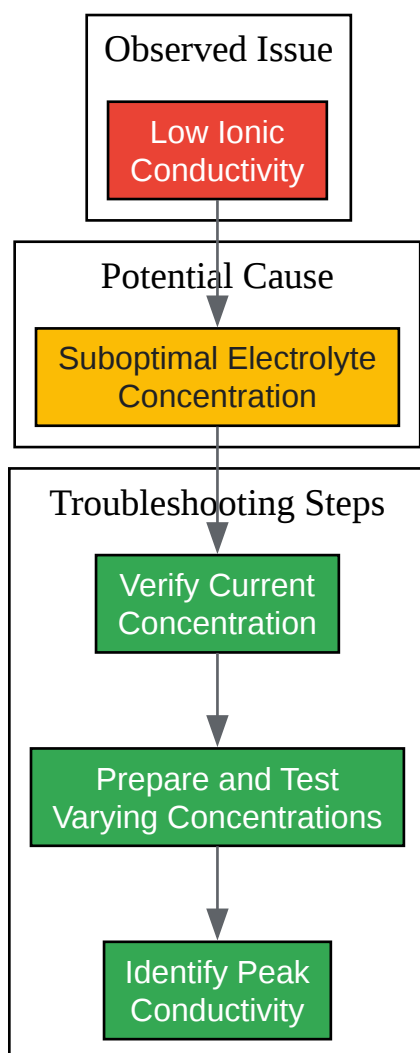 Observed Issue
Low Ionic
Conductivity
Potential Cause
Suboptimal Electrolyte
Concentration
Troubleshooting Steps
Verify Current
Concentration
Prepare and Test
Varying Concentrations
Identify Peak
Conductivity